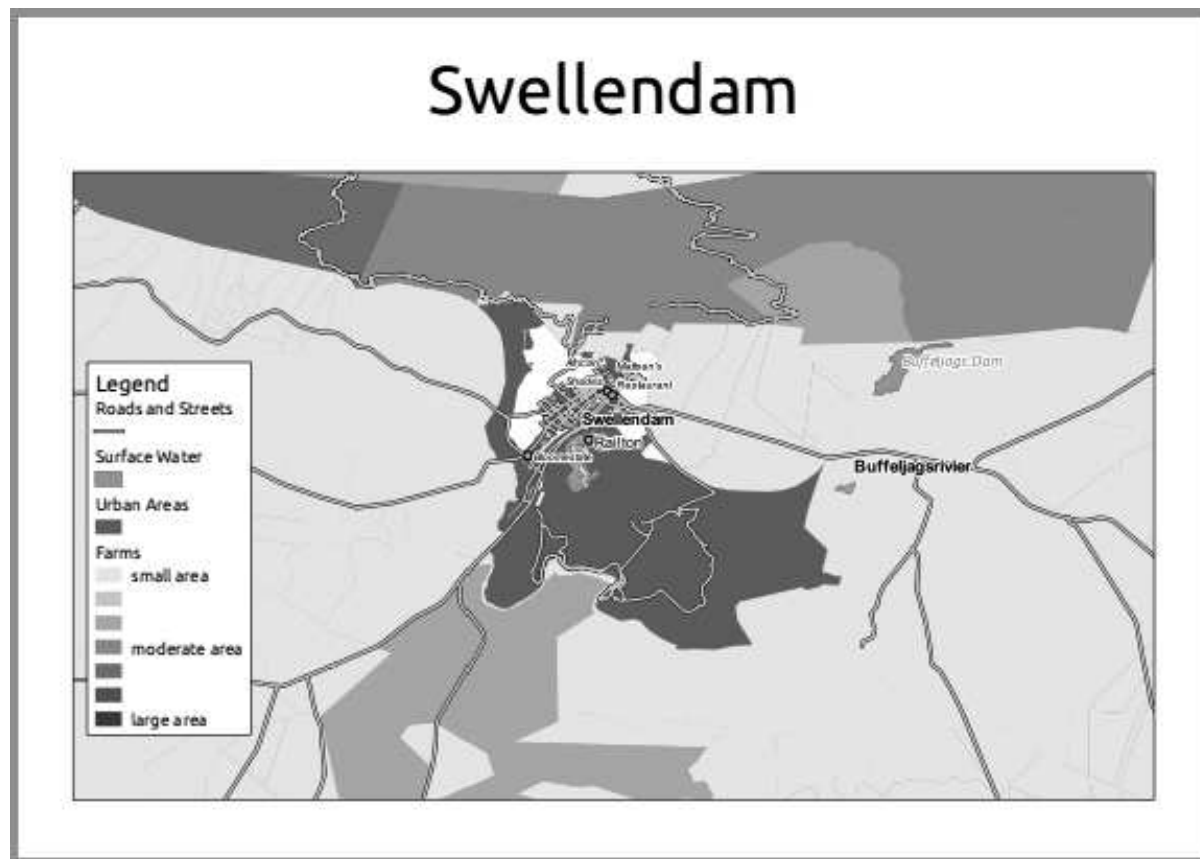 Swellendam
Legend
Roads and Streets
Surface Water
Urban Areas
Farms
small area
moderate area
large area
Buffeljags Dam
Restaurant
Swellendam
Railton
Buffeljagsrivier